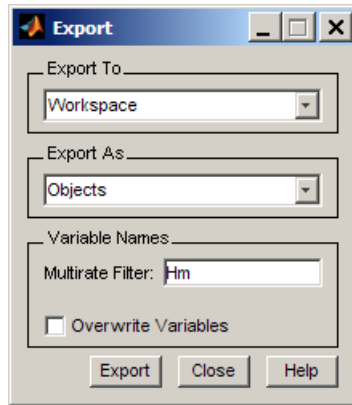 Export
Export To
Workspace
Export As
Objects
Variable Names
Multirate Filter: Hm
Overwrite Variables
Export Close Help